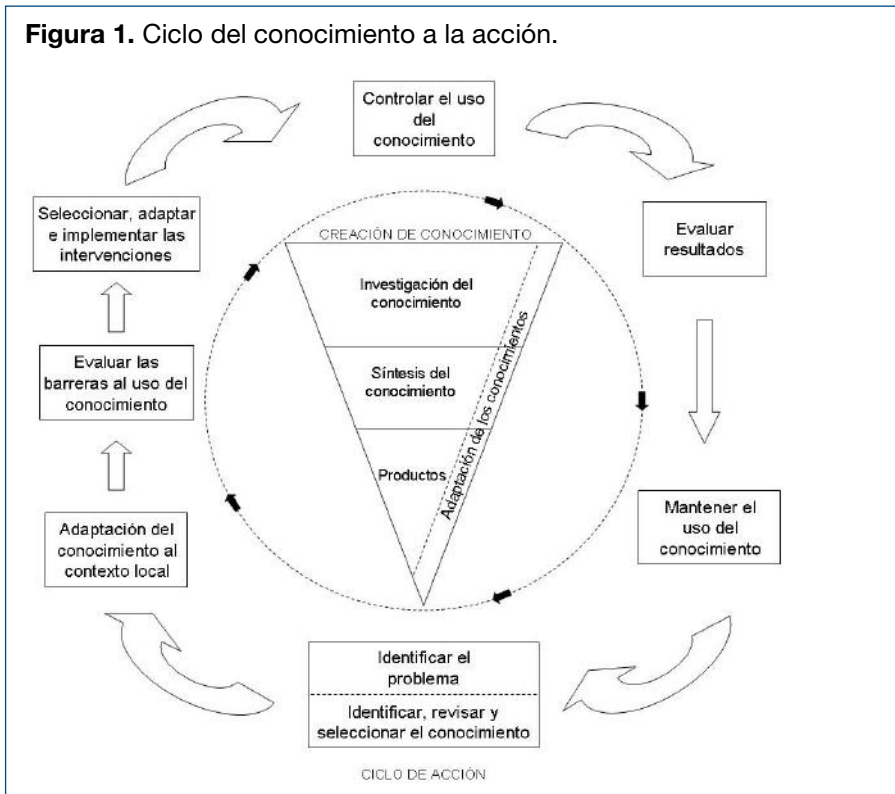 Figura 1. Ciclo del conocimiento a la acción.
Controlar el uso
del
conocimiento
Seleccionar, adaptar
e implementar las
intervenciones
Evaluar
resultados
CREACIÓN DE CONOCIMIENTO
Investigación del
conocimiento
Síntesis del
conocimiento
Productos
Adaptación de los conocimientos
Evaluar las
barreras al uso del
conocimiento
Adaptación del
conocimiento al
contexto local
Mantener el
uso del
conocimiento
Identificar el
problema
Identificar, revisar y
seleccionar el conocimiento
CICLO DE ACCIÓN